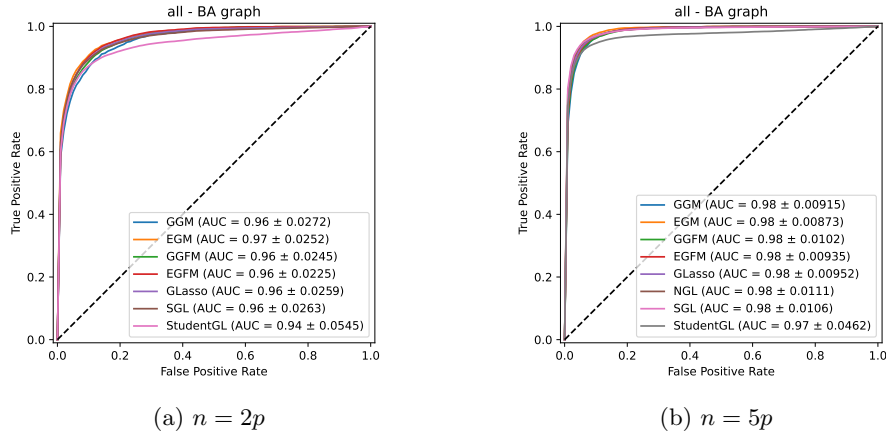 all - BA graph
1.0
0.8
0.6
0.4
0.2
0.0
True Positive Rate
GGM (AUC = 0.96 ± 0.0272)
EGM (AUC = 0.97 ± 0.0252)
GGFM (AUC = 0.96 ± 0.0245)
EGFM (AUC = 0.96 ± 0.0225)
GLasso (AUC = 0.96 ± 0.0259)
SGL (AUC = 0.96 ± 0.0263)
StudentGL (AUC = 0.94 ± 0.0545)
0.0 0.2 0.4 0.6 0.8 1.0
False Positive Rate
(a) n = 2p
all - BA graph
1.0
0.8
0.6
0.4
0.2
0.0
True Positive Rate
GGM (AUC = 0.98 ± 0.00915)
EGM (AUC = 0.98 ± 0.00873)
GGFM (AUC = 0.98 ± 0.0102)
EGFM (AUC = 0.98 ± 0.00935)
GLasso (AUC = 0.98 ± 0.00952)
NGL (AUC = 0.98 ± 0.0111)
SGL (AUC = 0.98 ± 0.0106)
StudentGL (AUC = 0.97 ± 0.0462)
0.0 0.2 0.4 0.6 0.8 1.0
False Positive Rate
(b) n = 5p